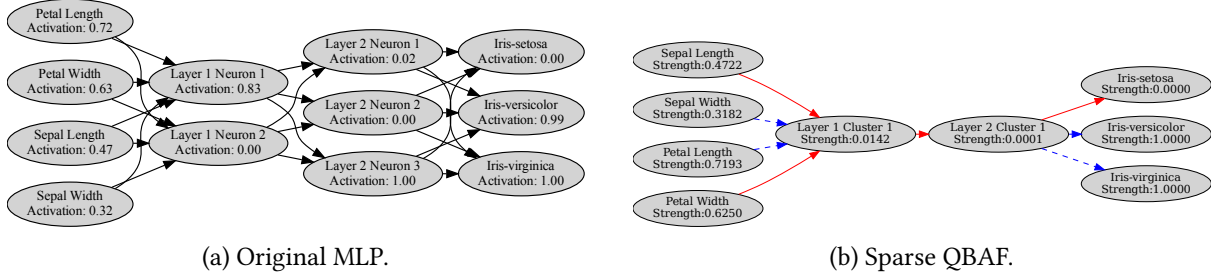 Petal Length
Activation: 0.72
Petal Width
Activation: 0.63
Sepal Length
Activation: 0.47
Sepal Width
Activation: 0.32
Layer 1 Neuron 1
Activation: 0.83
Layer 1 Neuron 2
Activation: 0.00
Layer 2 Neuron 1
Activation: 0.02
Layer 2 Neuron 2
Activation: 0.00
Layer 2 Neuron 3
Activation: 1.00
Iris-setosa
Activation: 0.00
Iris-versicolor
Activation: 0.99
Iris-virginica
Activation: 1.00
(a) Original MLP.
Sepal Length
Strength:0.4722
Sepal Width
Strength:0.3182
Petal Length
Strength:0.7193
Petal Width
Strength:0.6250
Layer 1 Cluster 1
Strength:0.0142
Layer 2 Cluster 1
Strength:0.0001
Iris-setosa
Strength:0.0000
Iris-versicolor
Strength:1.0000
Iris-virginica
Strength:1.0000
(b) Sparse QBAF.